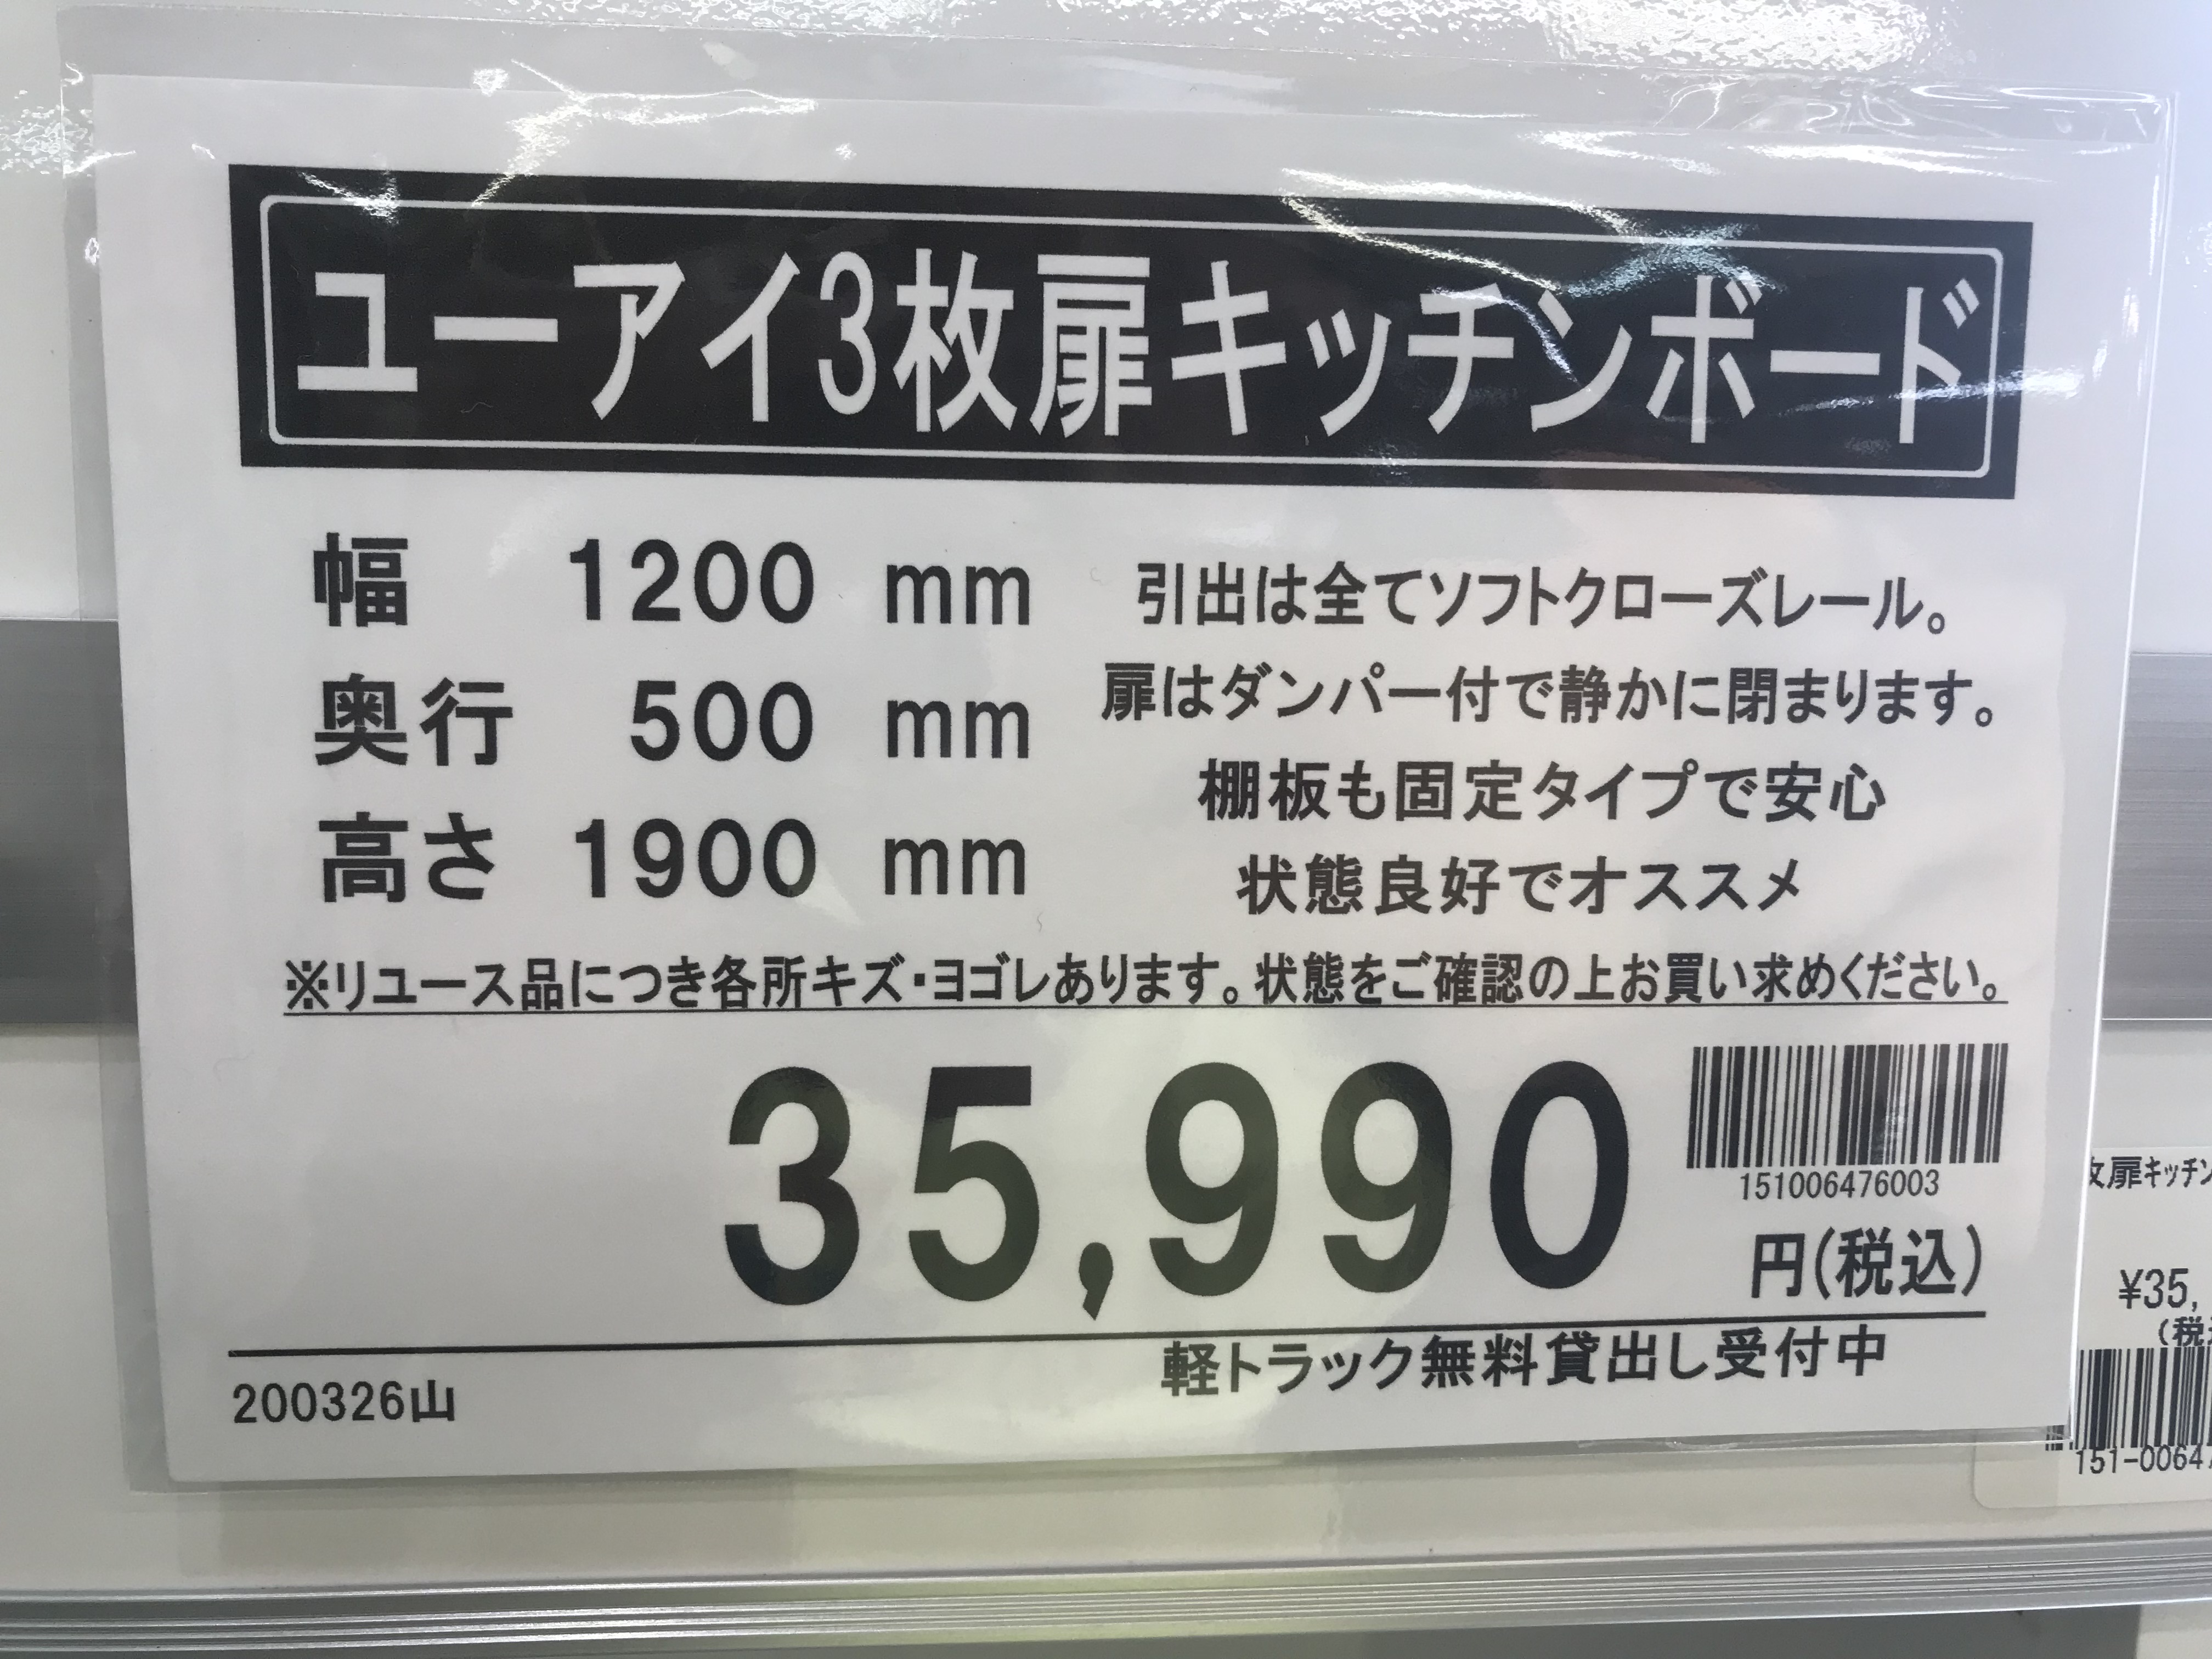 ユーアイ3枚扉キッチンボード
幅 1200 mm
奥行 500 mm
高さ 1900 mm
引出は全てソフトクローズレール。
扉はダンパー付で静かに閉まります。
棚板も固定タイプで安心
状態良好でオススメ
※リユース品につき各所キズ・ヨゴレあります。状態をご確認の上お買い求めください。
35,990
151006476003
円(税込)
軽トラック無料貸出し受付中
200326山
枚扉キッチン
¥35,
(税込
151-00647